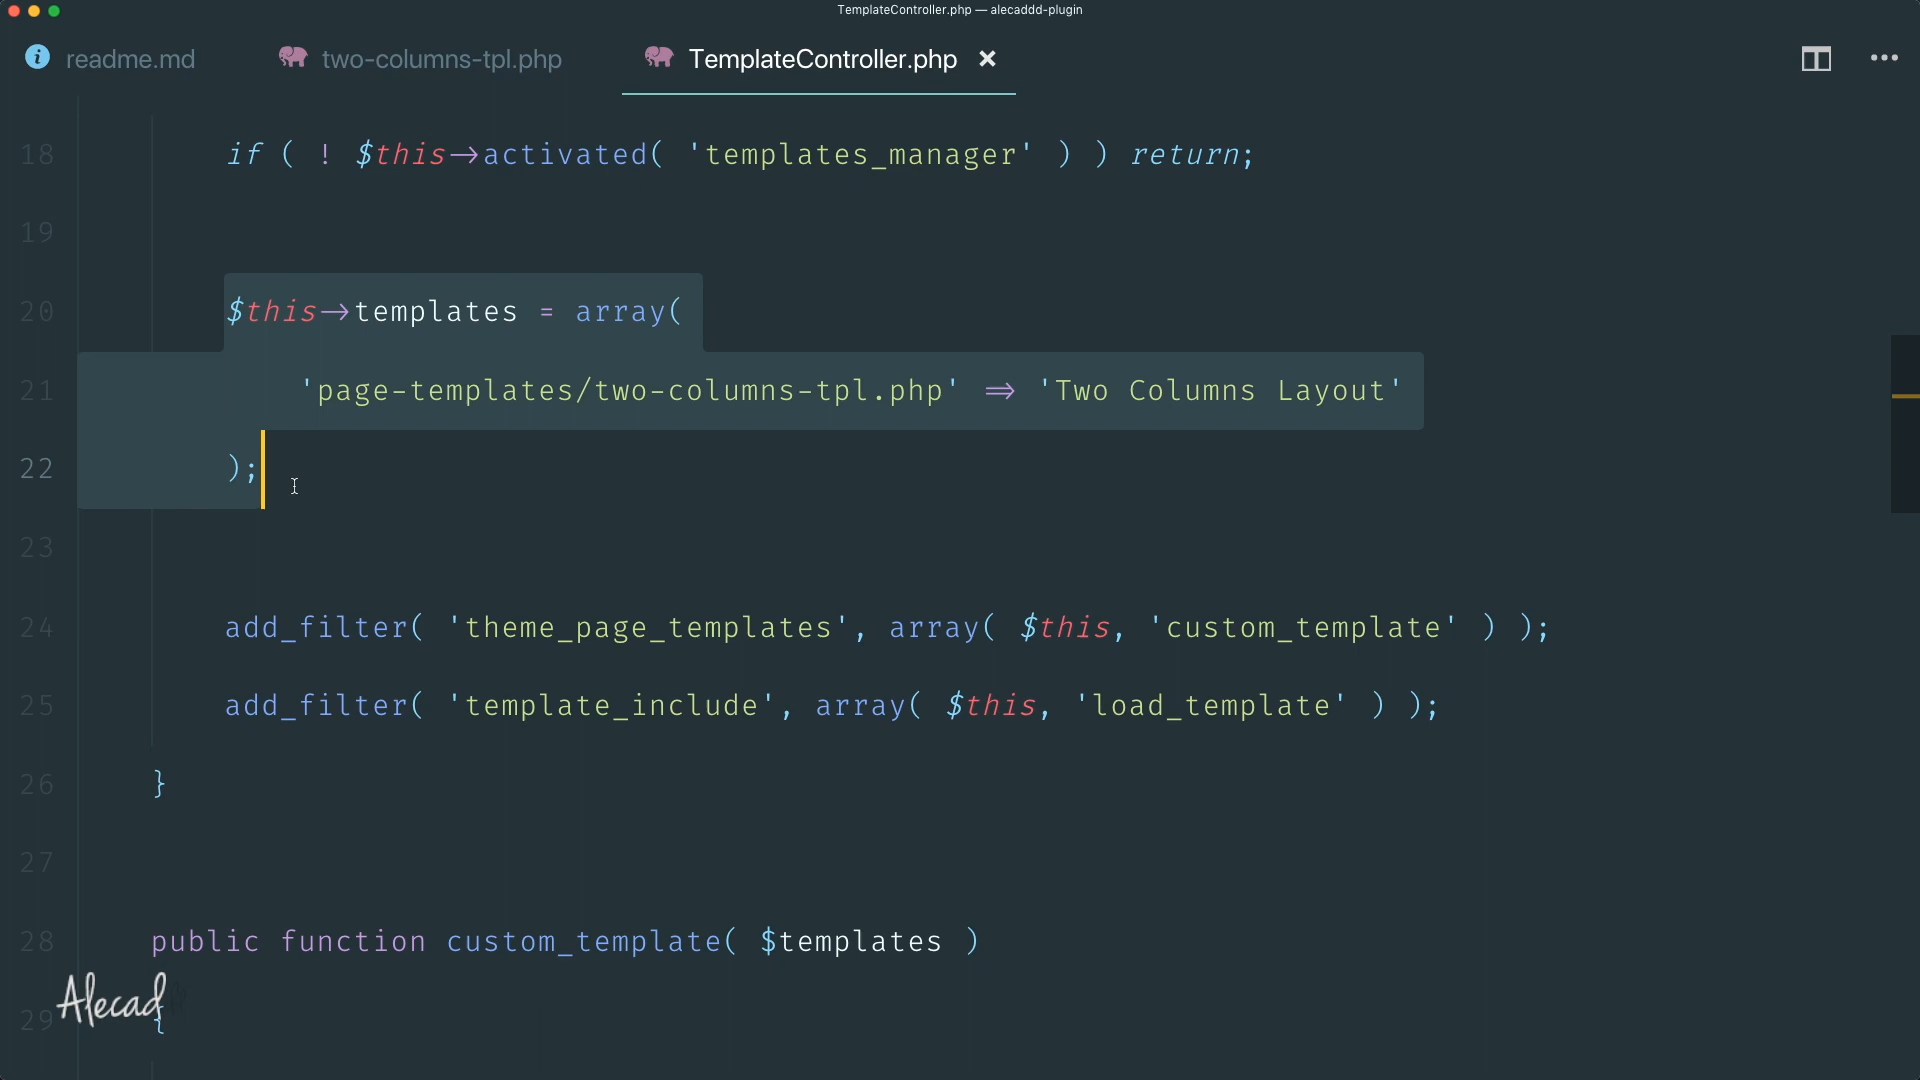 TemplateController.php — alecaddd-plugin
readme.md two-columns-tpl.php TemplateController.php
18 if ( ! $this->activated( 'templates_manager' ) ) return;
19
20 $this->templates = array(
21 'page-templates/two-columns-tpl.php' => 'Two Columns Layout'
22 );
23
24 add_filter( 'theme_page_templates', array( $this, 'custom_template' ) );
25 add_filter( 'template_include', array( $this, 'load_template' ) );
26 }
27
28 public function custom_template( $templates )
29 {
Alecad